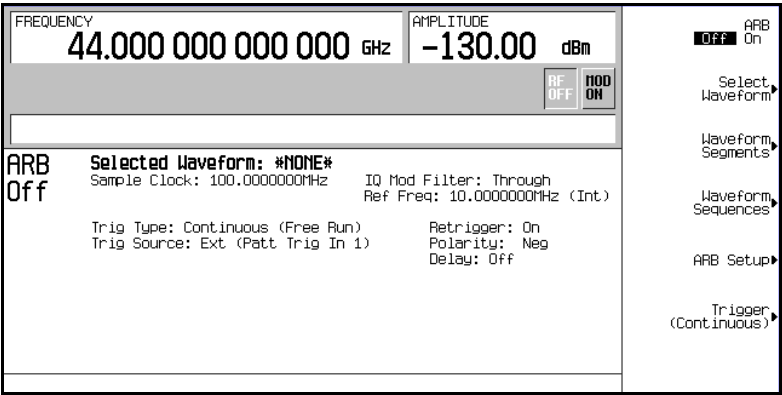 FREQUENCY
44.000 000 000 000 GHz
AMPLITUDE
-130.00 dBm
RF OFF
MOD ON
ARB Off
Selected Waveform: *NONE*
Sample Clock: 100.0000000MHz
IQ Mod Filter: Through
Ref Freq: 10.0000000MHz (Int)
Trig Type: Continuous (Free Run)
Retrigger: On
Trig Source: Ext (Patt Trig In 1)
Polarity: Neg
Delay: Off
ARB
Off On
Select
Waveform
Waveform
Segments
Waveform
Sequences
ARB Setup
Trigger
(Continuous)